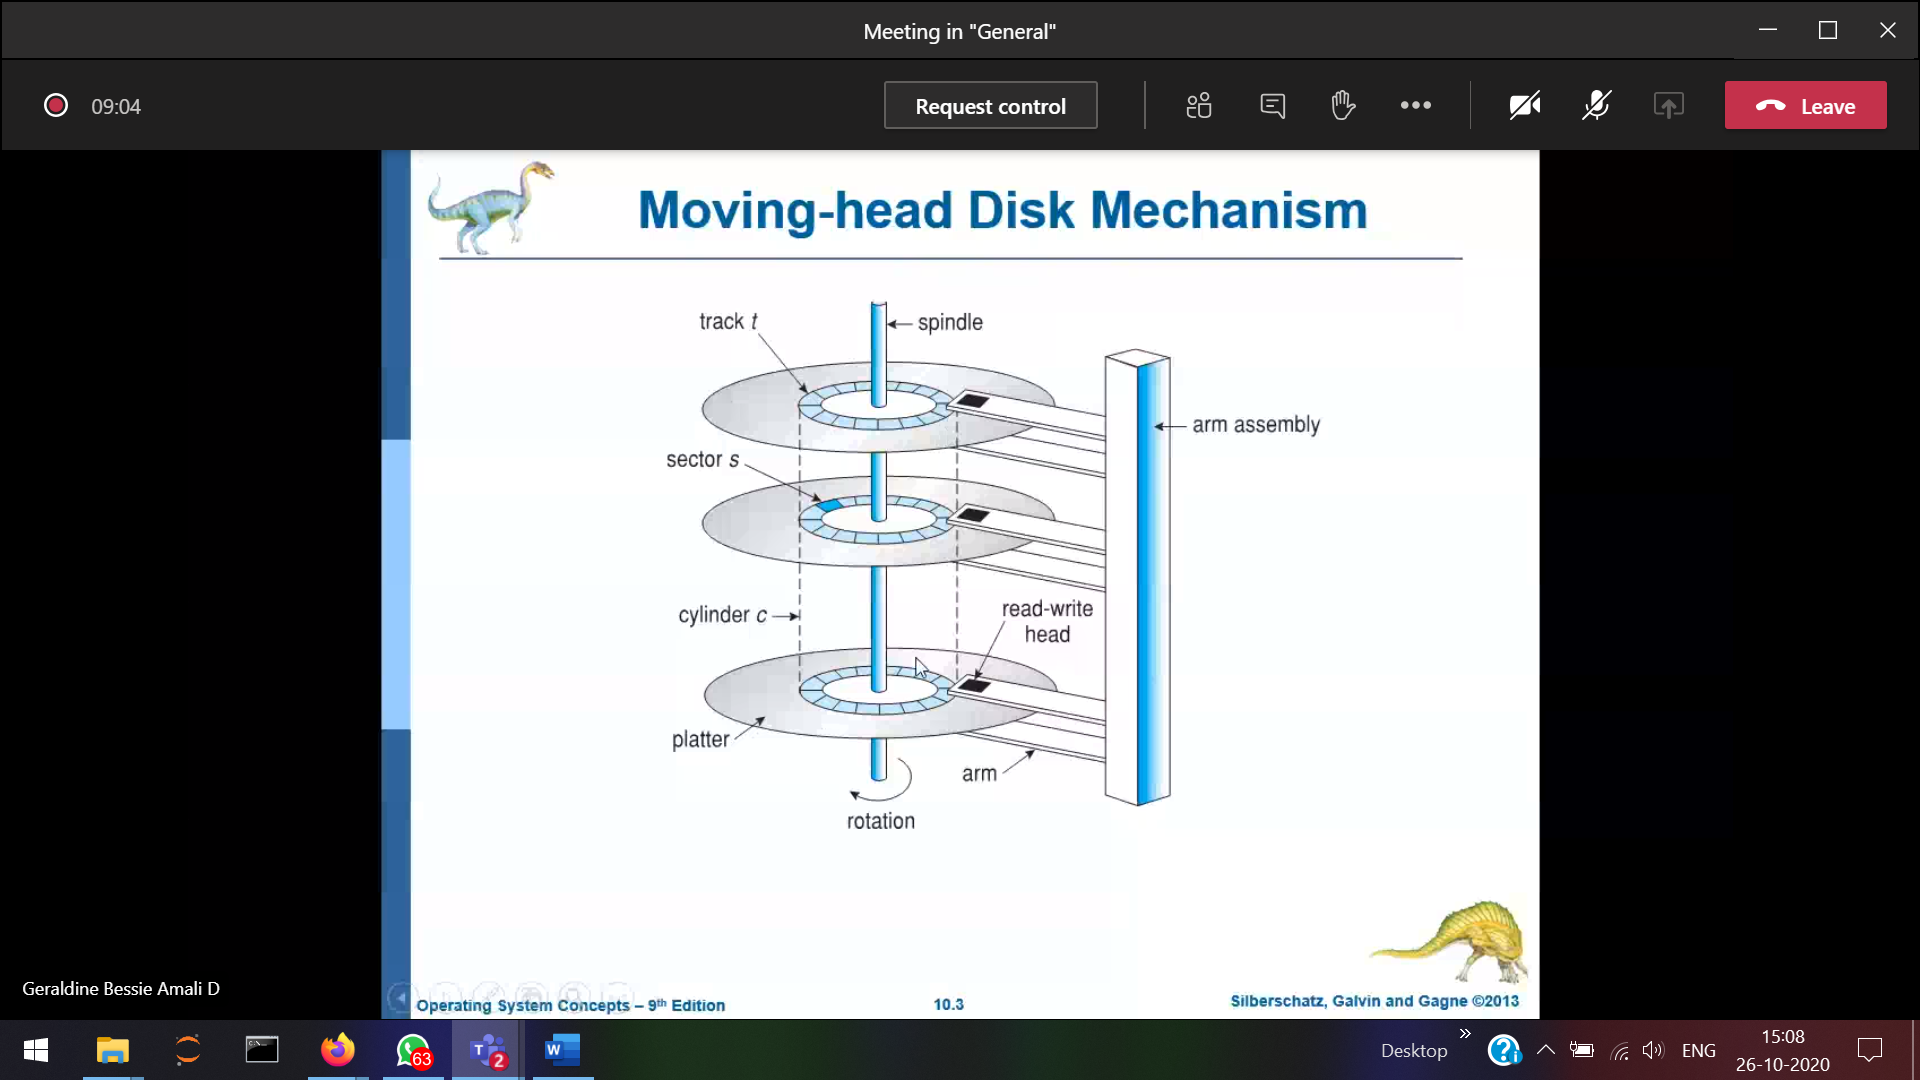 Meeting in "General"
09:04
Request control
Leave
Moving-head Disk Mechanism
track t
spindle
arm assembly
sector s
cylinder c
read-write
head
platter
arm
rotation
Geraldine Bessie Amali D
Operating System Concepts – 9th Edition
10.3
Silberschatz, Galvin and Gagne ©2013
63
T
2
W
Desktop
ENG
15:08
26-10-2020